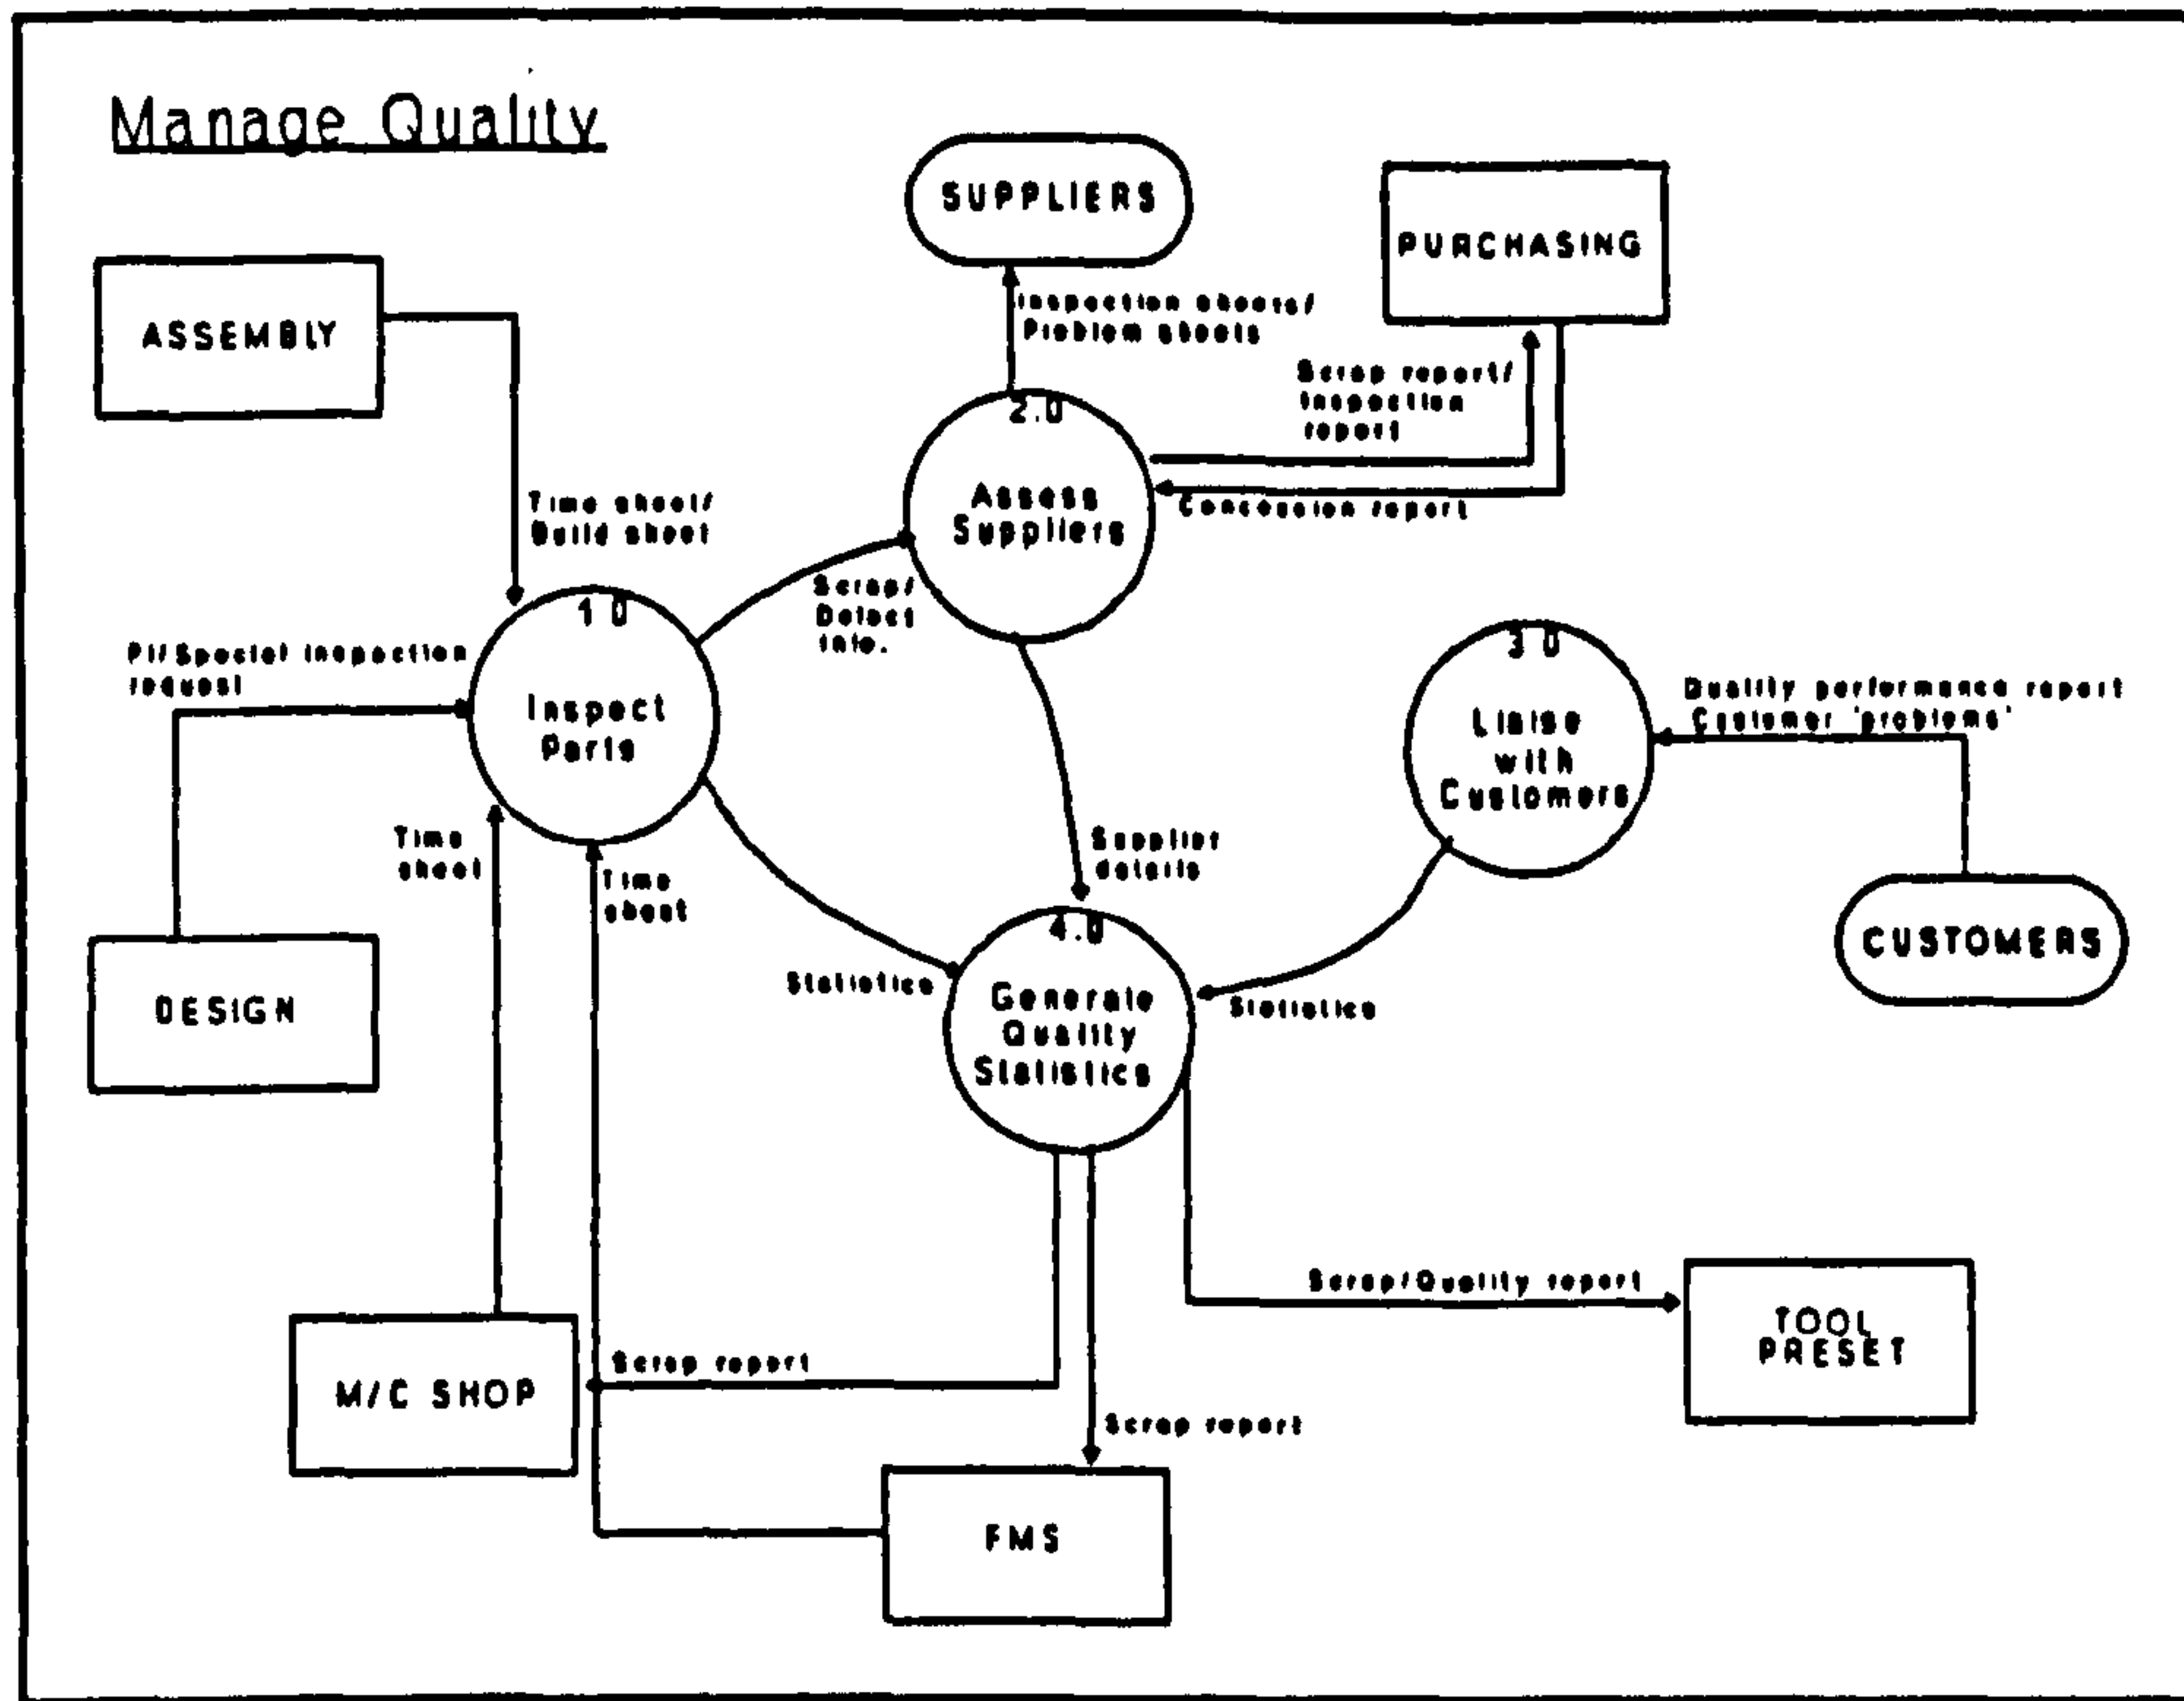 Manage Quality
SUPPLIERS
PURCHASING
ASSEMBLY
Inspection sheets/
Problem sheets
Scrap report/
Inspection
report
2.0
Assess
Suppliers
Concession report
Time sheet/
Build sheet
Scrap/
Defect
info.
1 0
Inspect
Parts
special inspection
request
3 0
Liaise
with
Customers
Quality performance report
Customer 'problems'
Time
sheet
Time
sheet
Supplier
details
CUSTOMERS
4.0
Generate
Quality
Statistics
Statistics
Statistics
DESIGN
Scrap/Quality report
TOOL
PRESET
M/C SHOP
Scrap report
Scrap report
FMS